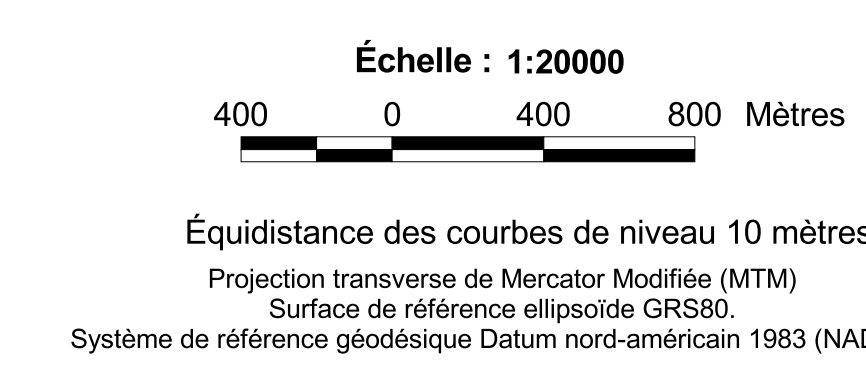 Échelle : 1:20000
400 0 400 800 Mètres
Équidistance des courbes de niveau 10 mètres
Projection transverse de Mercator Modifiée (MTM)
Surface de référence ellipsoïde GRS80.
Système de référence géodésique Datum nord-américain 1983 (NAD